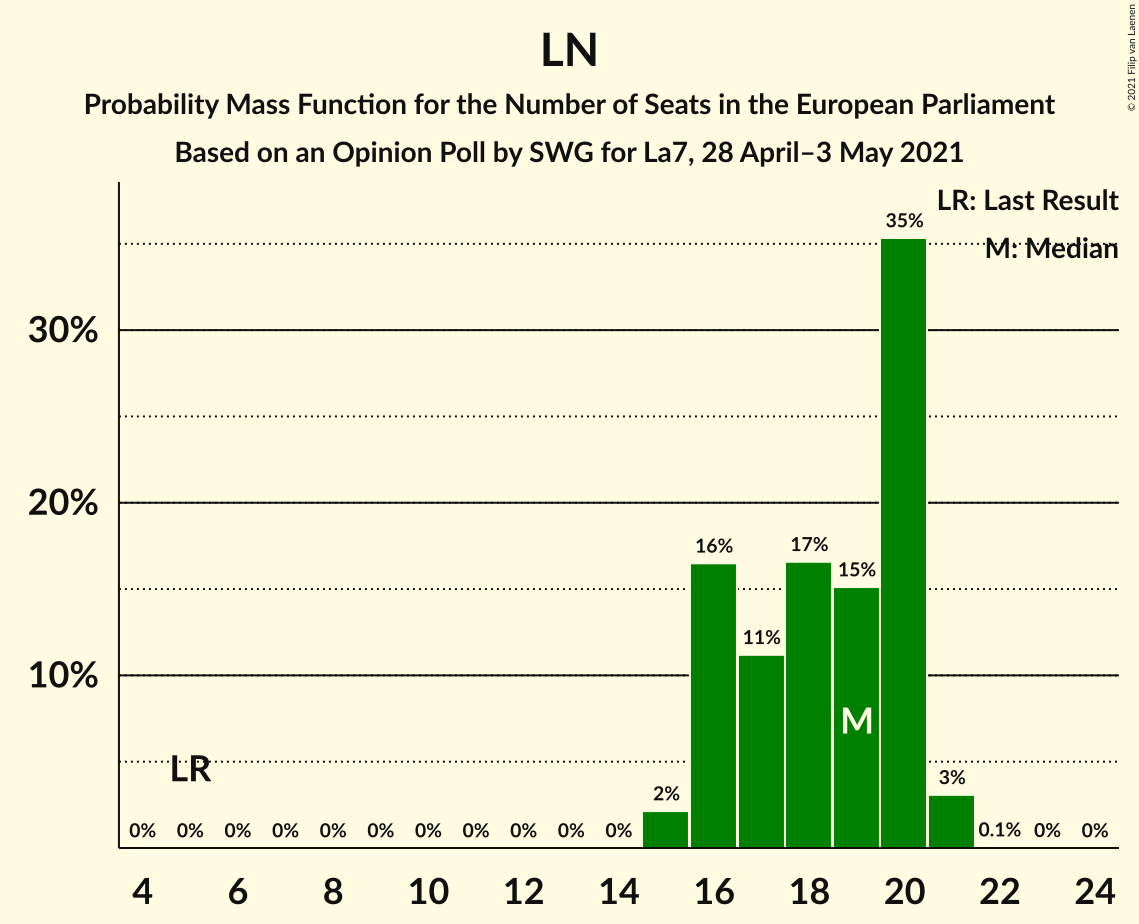 LN
Probability Mass Function for the Number of Seats in the European Parliament
Based on an Opinion Poll by SWG for La7, 28 April–3 May 2021
© 2021 Filip van Laenen
LR: Last Result
M: Median
35%
30%
20%
10%
16%
11%
17%
15%
M
LR
2%
3%
0% 0% 0% 0% 0% 0% 0% 0% 0% 0% 0% 0.1% 0% 0%
4 6 8 10 12 14 16 18 20 22 24